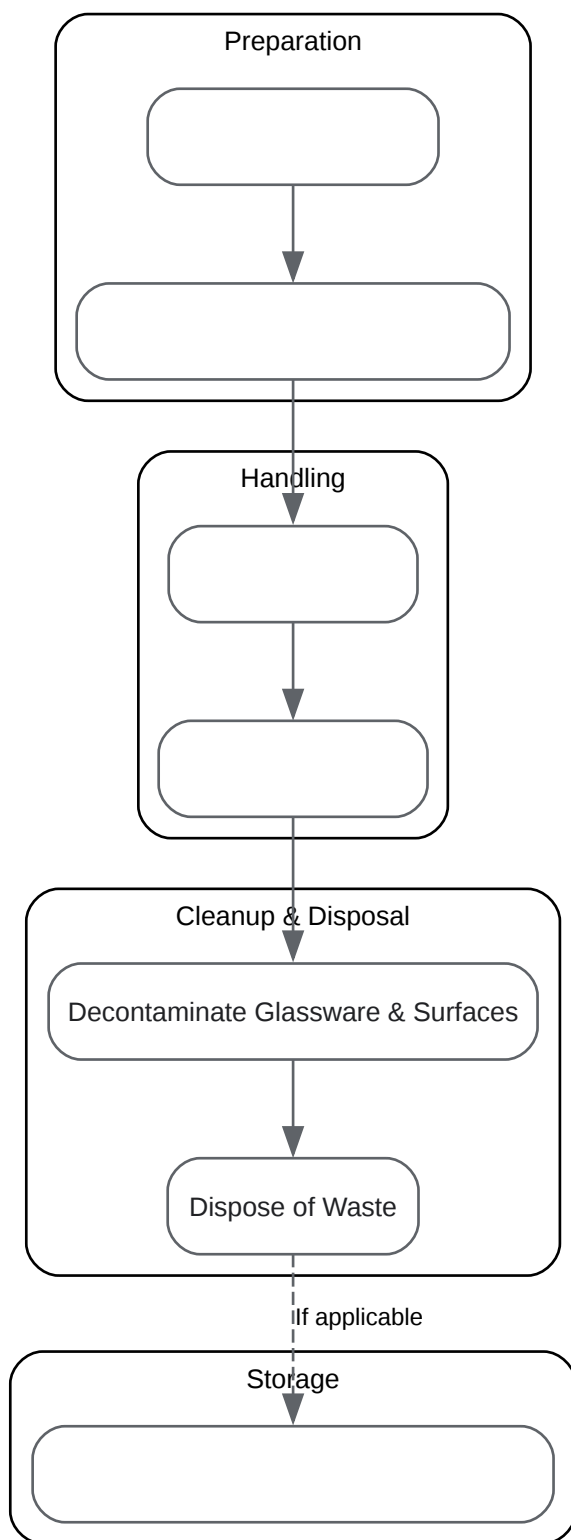 Preparation
Handling
Cleanup & Disposal
Decontaminate Glassware & Surfaces
Dispose of Waste
If applicable
Storage